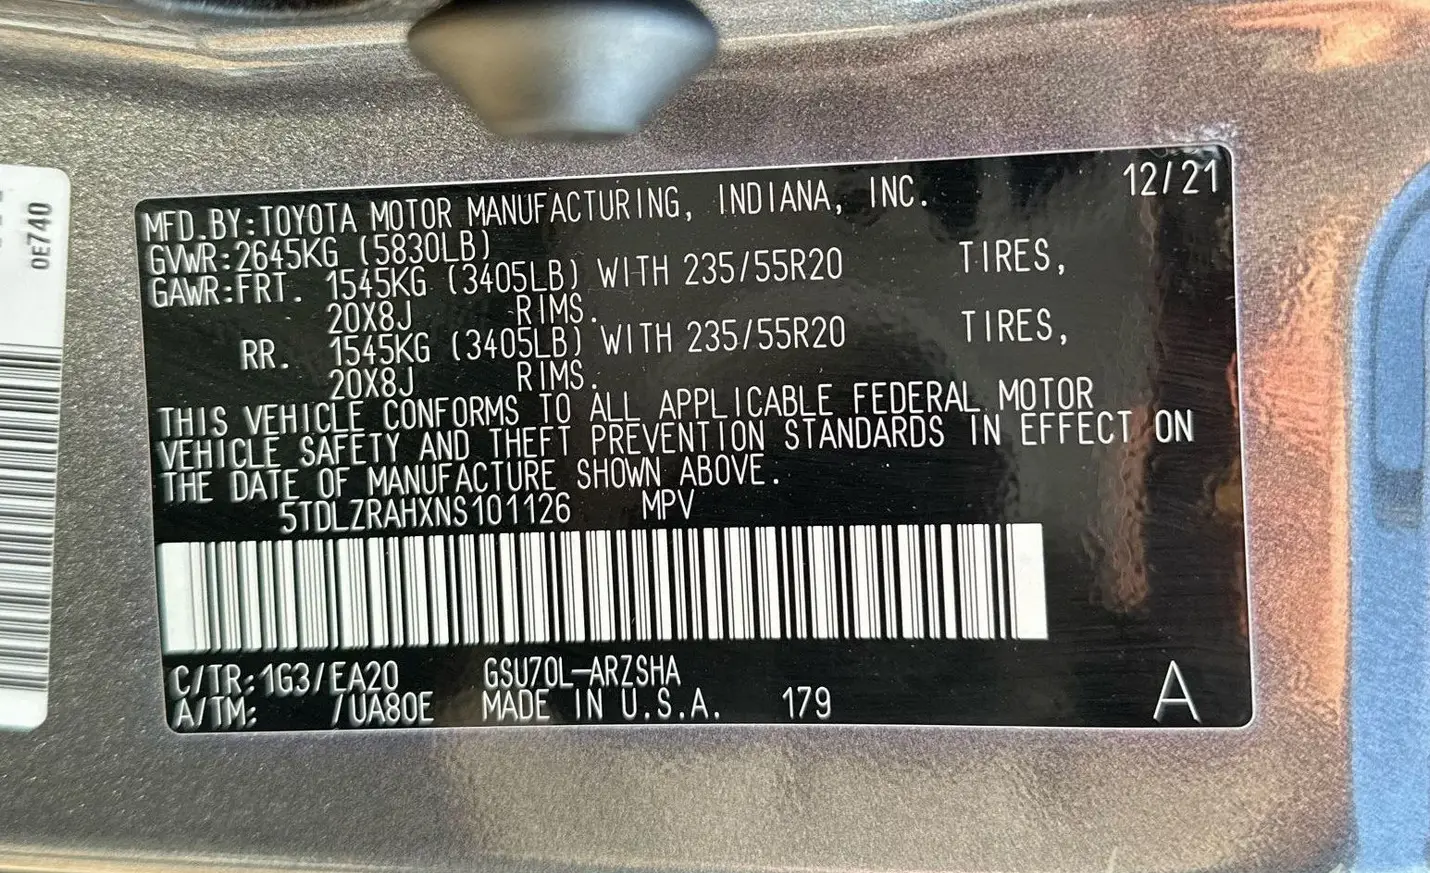 MFD.BY:TOYOTA MOTOR MANUFACTURING, INDIANA, INC. 12/21
GVWR:2645KG (5830LB)
GAWR:FRT. 1545KG (3405LB) WITH 235/55R20 TIRES,
20X8J RIMS.
RR. 1545KG (3405LB) WITH 235/55R20 TIRES,
20X8J RIMS.
THIS VEHICLE CONFORMS TO ALL APPLICABLE FEDERAL MOTOR
VEHICLE SAFETY AND THEFT PREVENTION STANDARDS IN EFFECT ON
THE DATE OF MANUFACTURE SHOWN ABOVE.
5TDLZRAHXNS101126 MPV
C/TR:1G3/EA20 GSU70L-ARZSHA
A/TM: /UA80E MADE IN U.S.A. 179 A
0E740